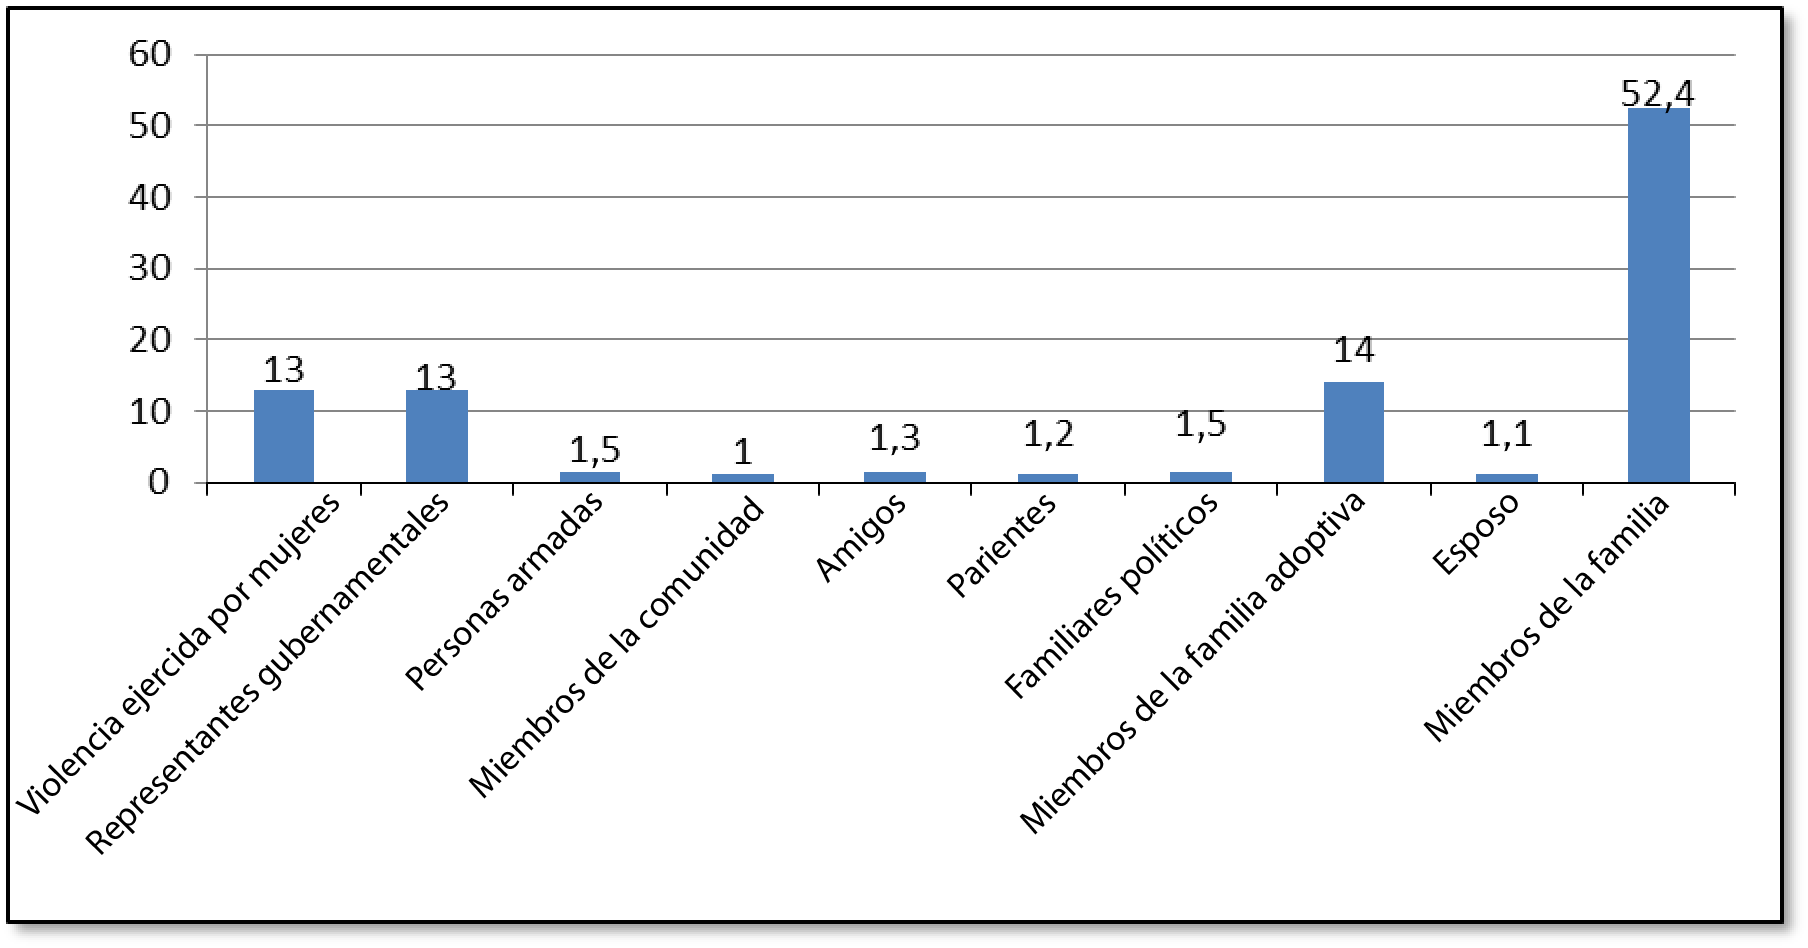 60
50
40
30
20
10
0
13
13
1,5
1
1,3
1,2
1,5
14
1,1
52,4
Violencia ejercida por mujeres
Representantes gubernamentales
Personas armadas
Miembros de la comunidad
Amigos
Parientes
Familiares políticos
Miembros de la familia adoptiva
Esposo
Miembros de la familia